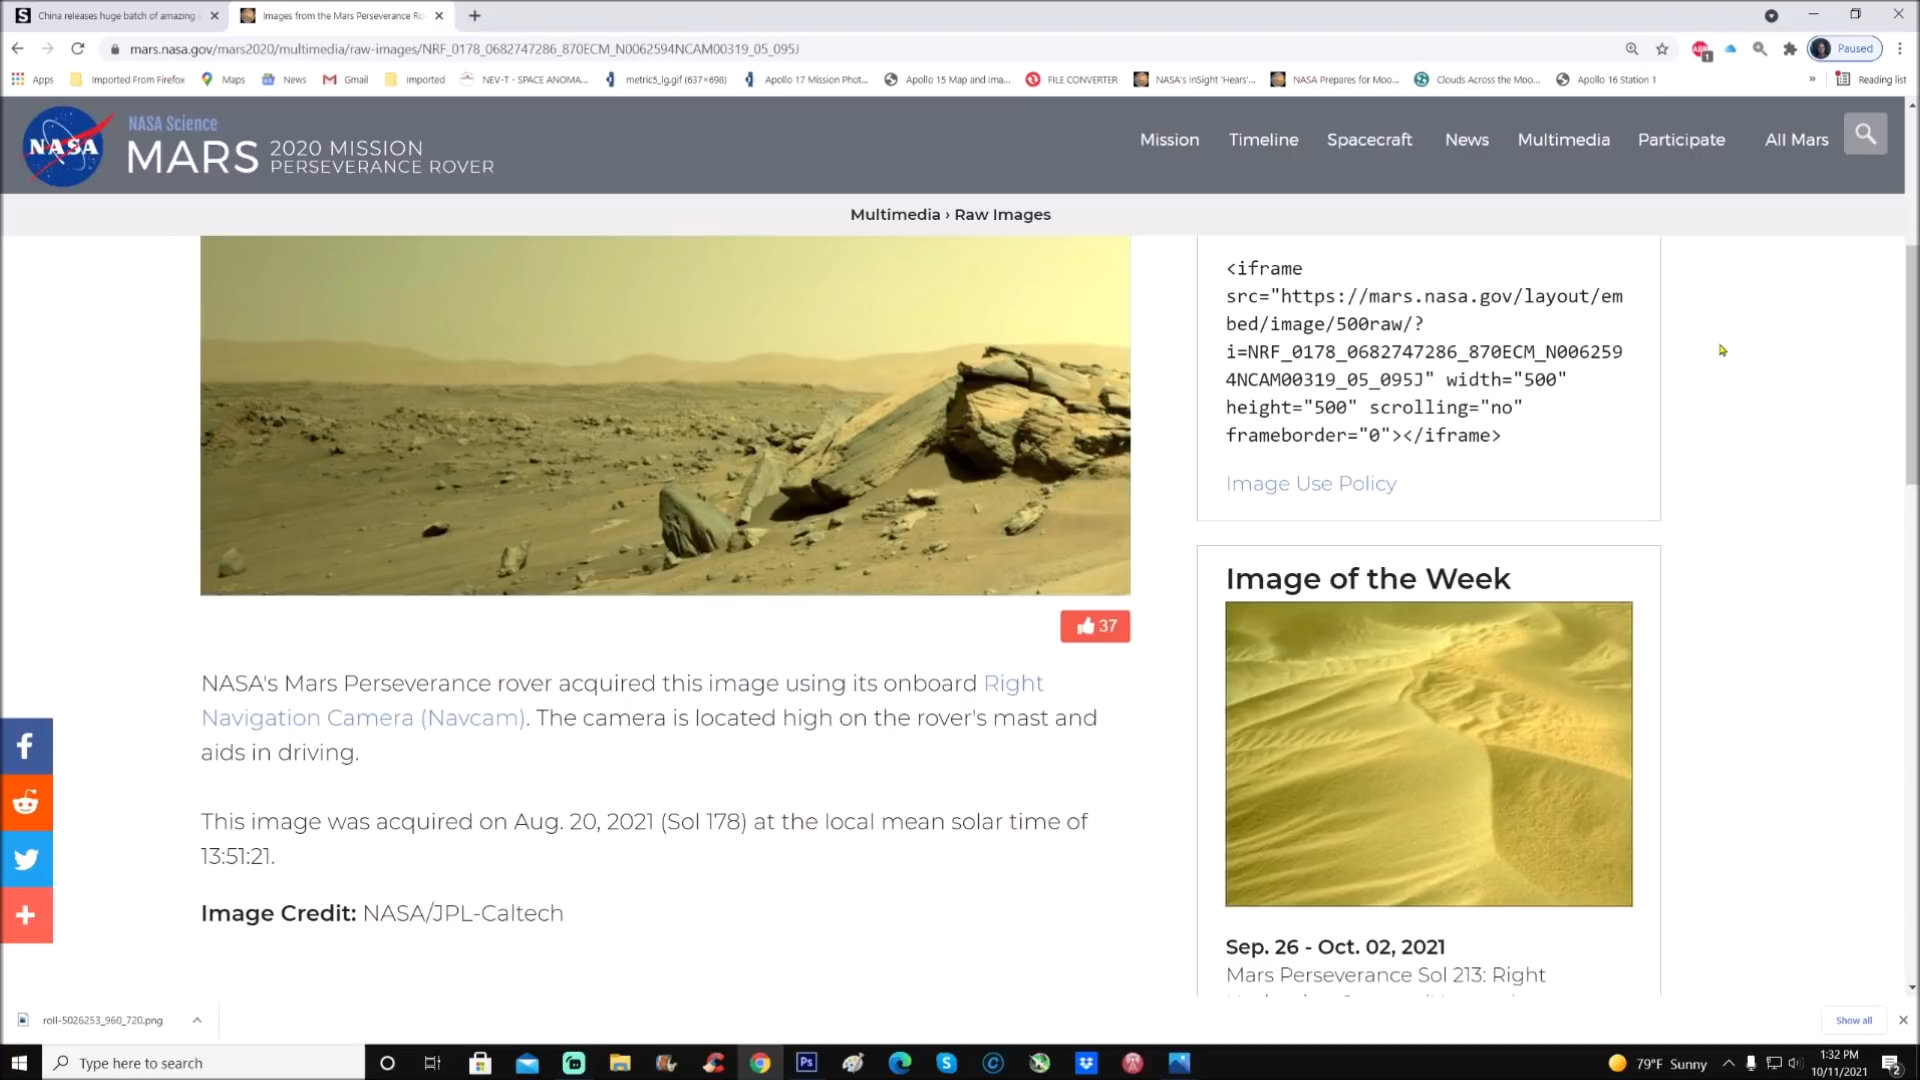 China releases huge batch of amazing
Images from the Mars Perseverance Ro
mars.nasa.gov/mars2020/multimedia/raw-images/NRF_0178_0682747286_870ECM_N0062594NCAM00319_05_095J
Paused
Apps
Imported From Firefox
Maps
News
Gmail
Imported
NEV-T - SPACE ANOMA...
metric5_lg.gif (637×698)
Apollo 17 Mission Phot...
Apollo 15 Map and Ima...
FILE CONVERTER
NASA's InSight 'Hears'...
NASA Prepares for Moo...
Clouds Across the Moo...
Apollo 16 Station 1
»
Reading list
NASA
NASA Science
MARS 2020 MISSION
PERSEVERANCE ROVER
Mission
Timeline
Spacecraft
News
Multimedia
Participate
All Mars
Multimedia › Raw Images
<iframe
src="https://mars.nasa.gov/layout/em
bed/image/500raw/?
i=NRF_0178_0682747286_870ECM_N006259
4NCAM00319_05_095J" width="500"
height="500" scrolling="no"
frameborder="0"></iframe>
Image Use Policy
37
NASA's Mars Perseverance rover acquired this image using its onboard Right
Navigation Camera (Navcam). The camera is located high on the rover's mast and
aids in driving.
This image was acquired on Aug. 20, 2021 (Sol 178) at the local mean solar time of
13:51:21.
Image Credit: NASA/JPL-Caltech
Image of the Week
Sep. 26 - Oct. 02, 2021
Mars Perseverance Sol 213: Right
roll-5026253_960_720.png
Show all
Type here to search
79°F Sunny
1:32 PM
10/11/2021